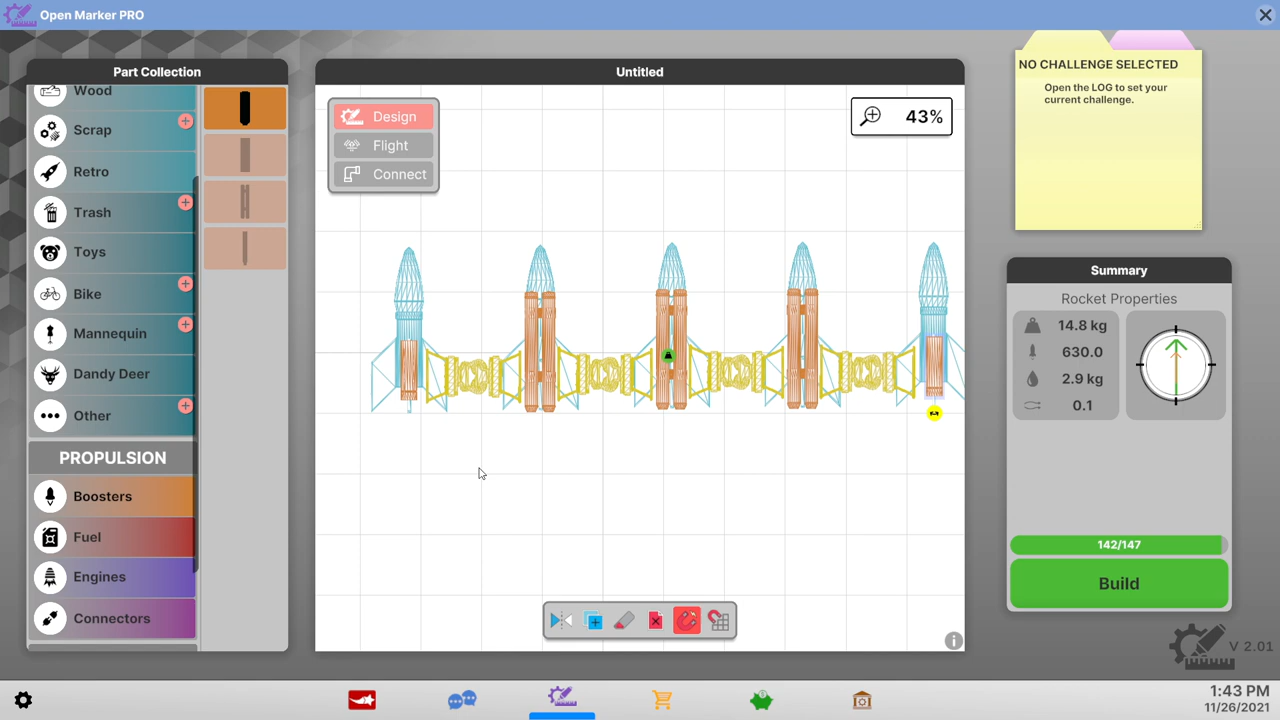 Open Marker PRO
Part Collection
Wood
Scrap
Retro
Trash
Toys
Bike
Mannequin
Dandy Deer
Other
PROPULSION
Boosters
Fuel
Engines
Connectors
Untitled
Design
Flight
Connect
43%
NO CHALLENGE SELECTED
Open the LOG to set your
current challenge.
Summary
Rocket Properties
14.8 kg
630.0
2.9 kg
0.1
142/147
Build
V 2.01
1:43 PM
11/26/2021